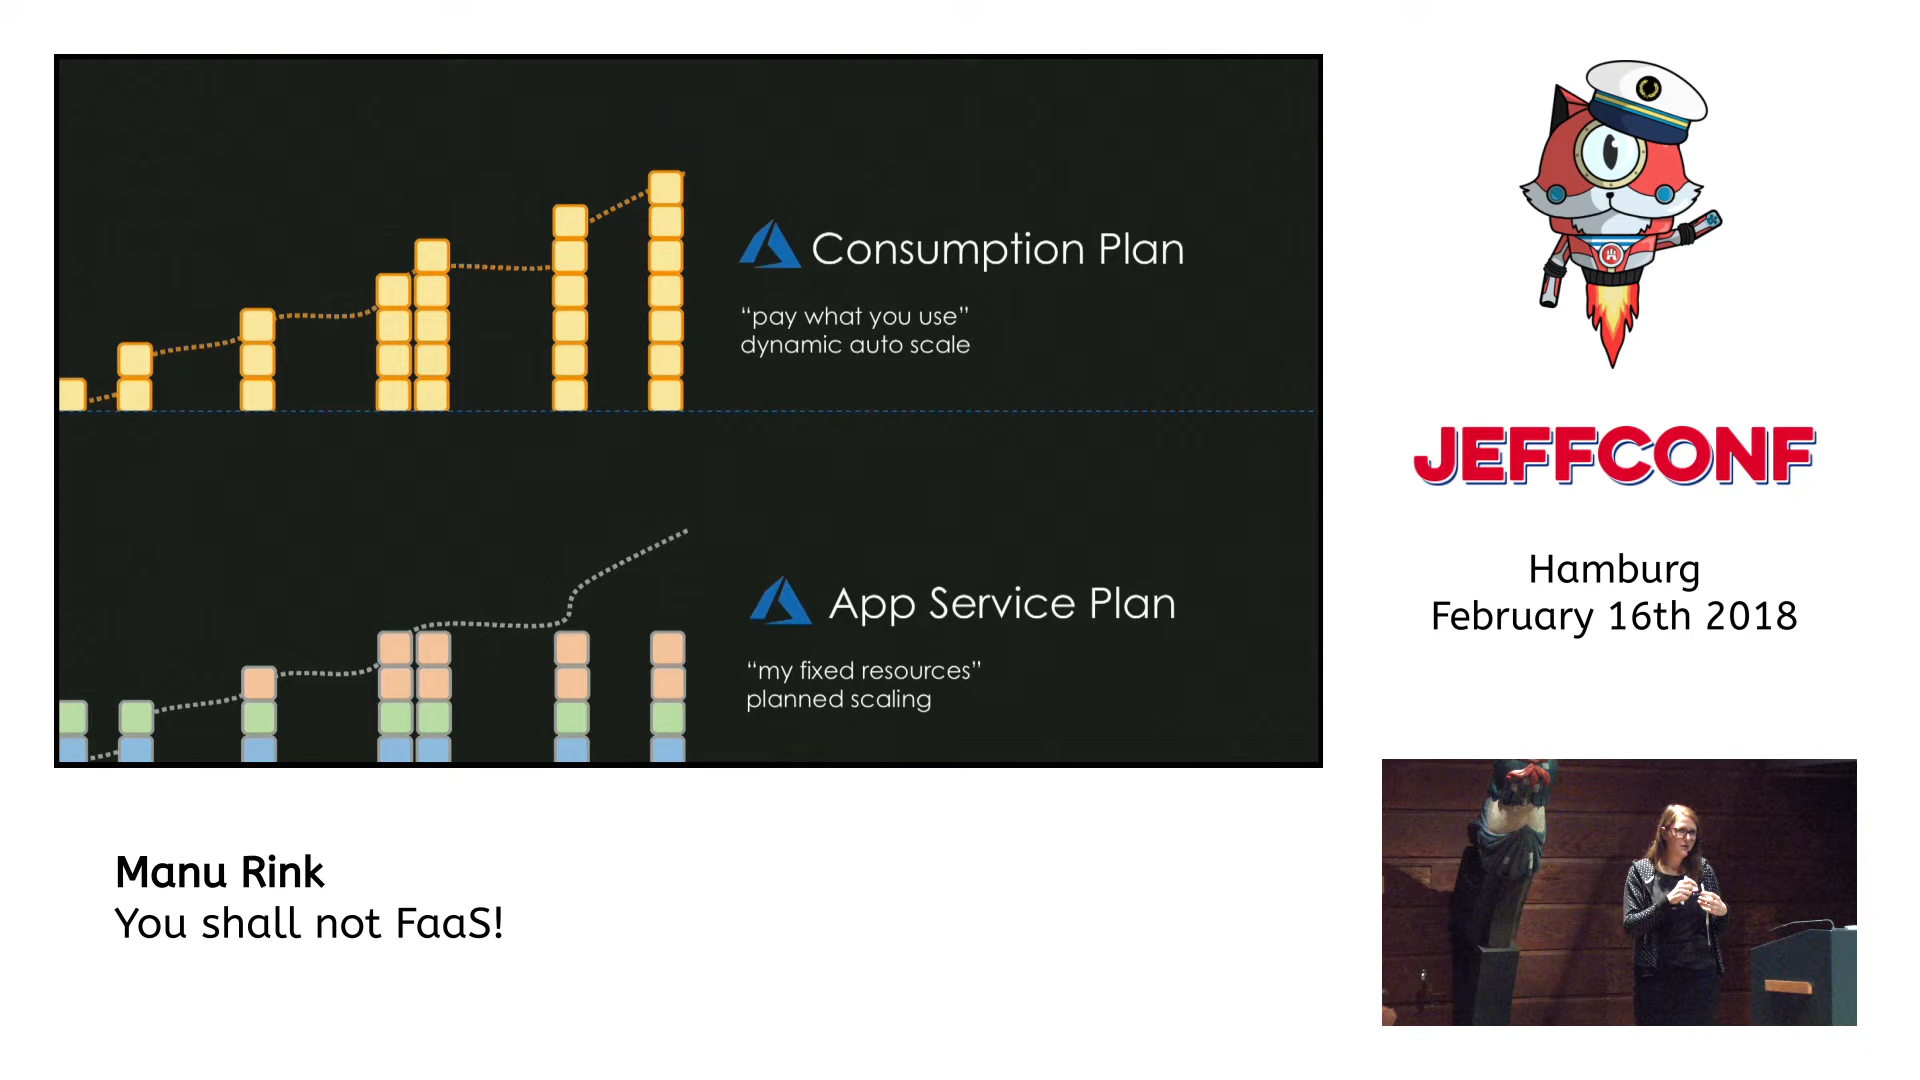 Consumption Plan
“pay what you use”
dynamic auto scale
App Service Plan
“my fixed resources”
planned scaling
JEFFCONF
Hamburg
February 16th 2018
Manu Rink
You shall not FaaS!